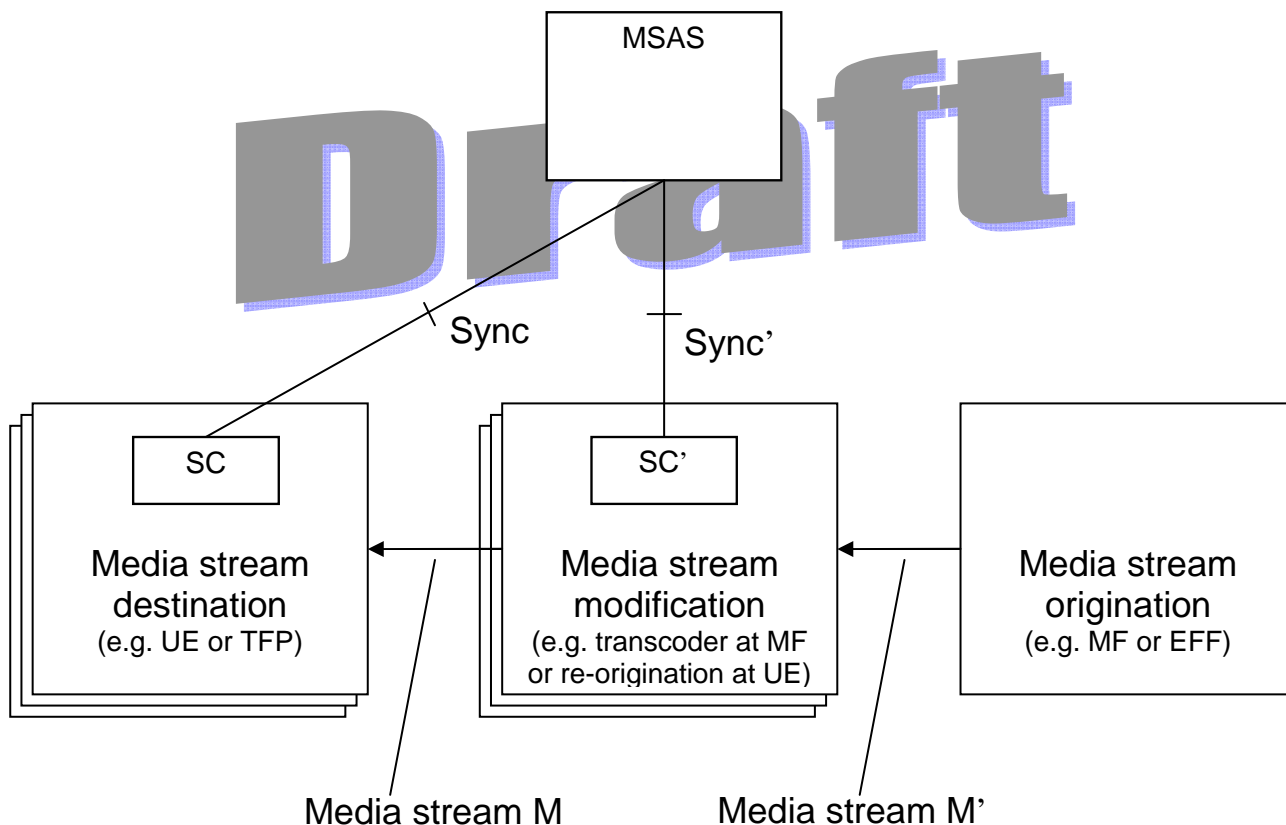 MSAS
Draft
Sync
Sync’
SC
SC’
Media stream
destination
(e.g. UE or TFP)
Media stream
modification
(e.g. transcoder at MF
or re-origination at UE)
Media stream
origination
(e.g. MF or EFF)
Media stream M
Media stream M’